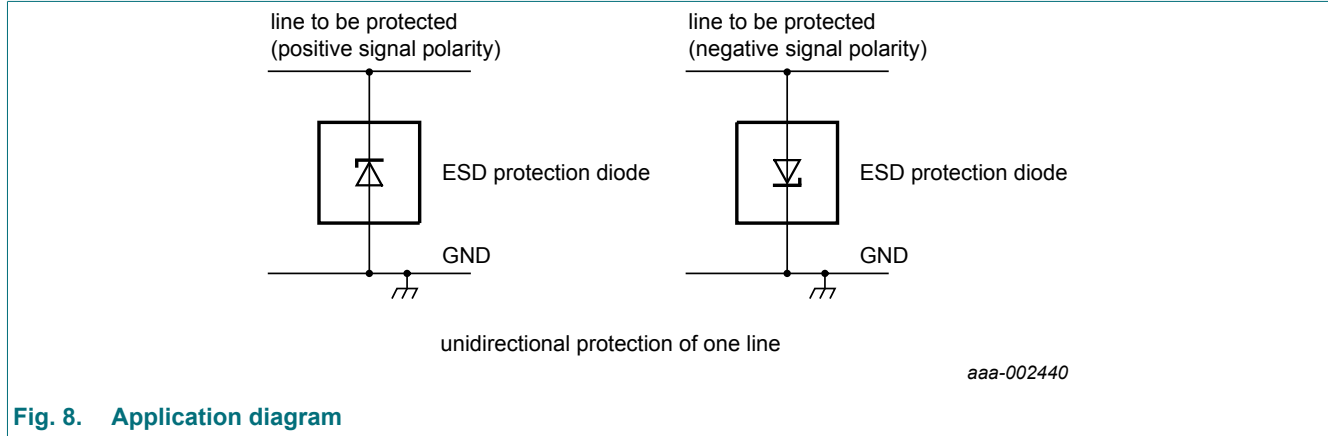 line to be protected
(positive signal polarity)
line to be protected
(negative signal polarity)
ESD protection diode
ESD protection diode
GND
GND
unidirectional protection of one line
aaa-002440
Fig. 8. Application diagram